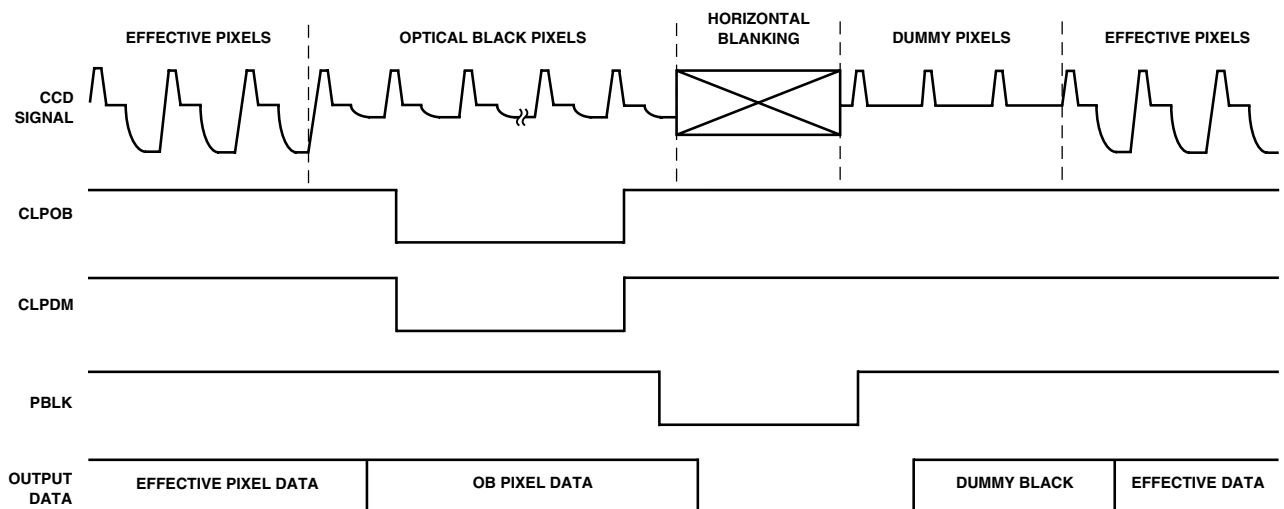 EFFECTIVE PIXELS
OPTICAL BLACK PIXELS
HORIZONTAL
BLANKING
DUMMY PIXELS
EFFECTIVE PIXELS
CCD
SIGNAL
CLPOB
CLPDM
PBLK
OUTPUT
DATA
EFFECTIVE PIXEL DATA
OB PIXEL DATA
DUMMY BLACK
EFFECTIVE DATA